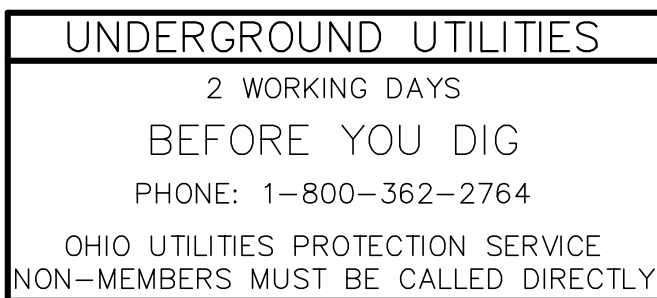 UNDERGROUND UTILITIES
2 WORKING DAYS
BEFORE YOU DIG
PHONE: 1-800-362-2764
OHIO UTILITIES PROTECTION SERVICE
NON-MEMBERS MUST BE CALLED DIRECTLY